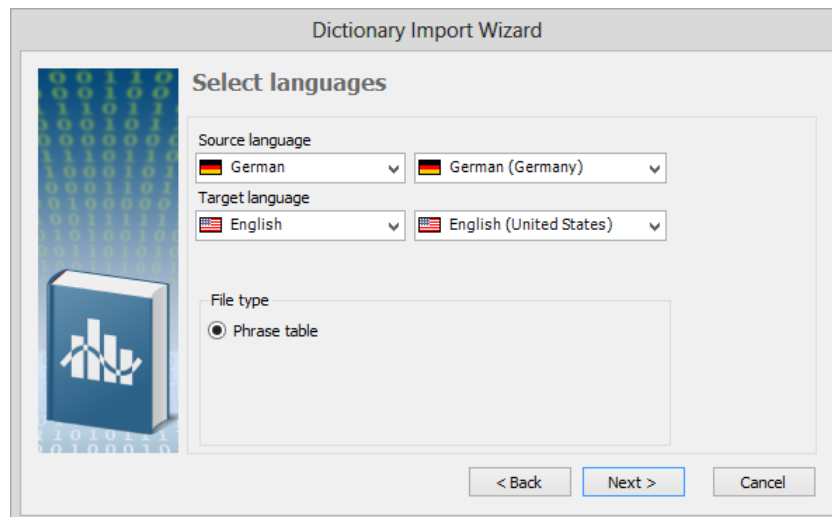 Dictionary Import Wizard
Select languages
Source language
German German (Germany)
Target language
English English (United States)
File type
Phrase table
< Back Next > Cancel